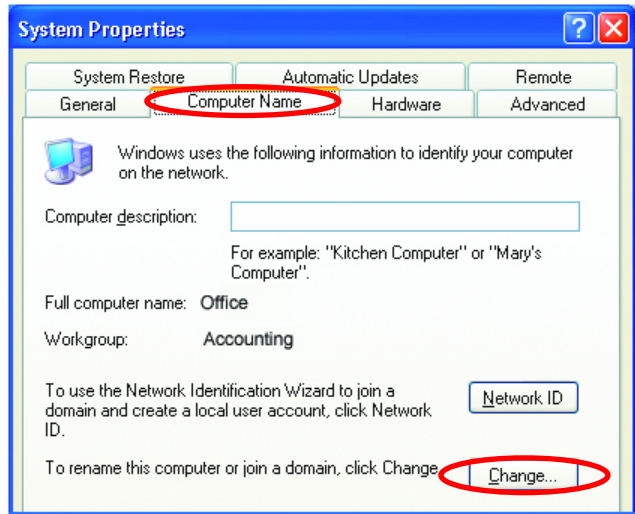 System Properties
System Restore Automatic Updates Remote
General Computer Name Hardware Advanced
Windows uses the following information to identify your computer
on the network.
Computer description:
For example: "Kitchen Computer" or "Mary's
Computer".
Full computer name: Office
Workgroup: Accounting
To use the Network Identification Wizard to join a
domain and create a local user account, click Network
ID.
Network ID
To rename this computer or join a domain, click Change
Change...